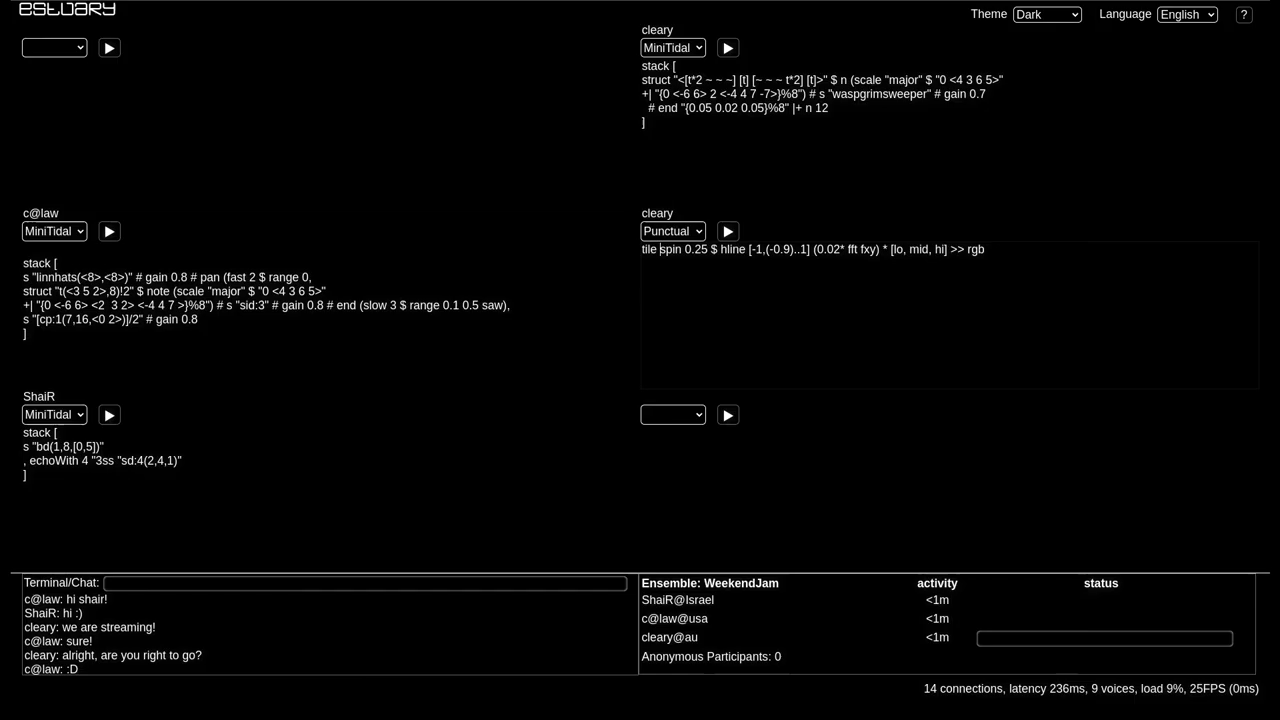 estuary
Theme Dark Language English ?
cleary
MiniTidal
stack [
struct "<[t*2 ~ ~ ~] [t] [~ ~ ~ t*2] [t]>" $ n (scale "major" $ "0 <4 3 6 5>"
+| "{0 <-6 6> 2 <-4 4 7 -7>}%8") # s "waspgrimsweeper" # gain 0.7
# end "{0.05 0.02 0.05}%8" |+ n 12
]
c@law
MiniTidal
stack [
s "linnhats(<8>,<8>)" # gain 0.8 # pan (fast 2 $ range 0,
struct "t(<3 5 2>,8)!2" $ note (scale "major" $ "0 <4 3 6 5>"
+| "{0 <-6 6> <2  3 2> <-4 4 7 >}%8") # s "sid:3" # gain 0.8 # end (slow 3 $ range 0.1 0.5 saw),
s "[cp:1(7,16,<0 2>)]/2" # gain 0.8
]
cleary
Punctual
tile spin 0.25 $ hline [-1,(-0.9)..1] (0.02* fft fxy) * [lo, mid, hi] >> rgb
ShaiR
MiniTidal
stack [
s "bd(1,8,[0,5])"
, echoWith 4 "3ss "sd:4(2,4,1)"
]
Terminal/Chat:
c@law: hi shair!
ShaiR: hi :)
cleary: we are streaming!
c@law: sure!
cleary: alright, are you right to go?
c@law: :D
Ensemble: WeekendJam activity status
ShaiR@Israel <1m
c@law@usa <1m
cleary@au <1m
Anonymous Participants: 0
14 connections, latency 236ms, 9 voices, load 9%, 25FPS (0ms)